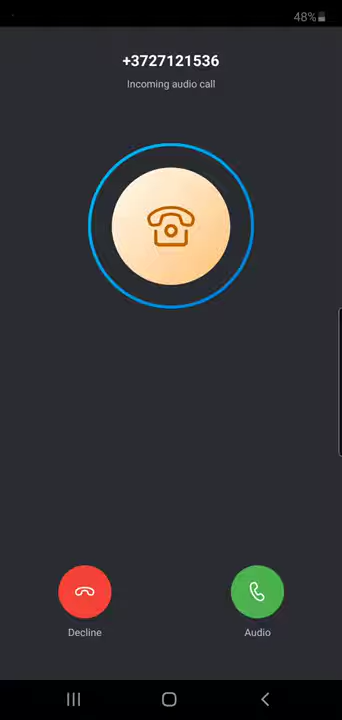 48%
+3727121536
Incoming audio call
Decline
Audio